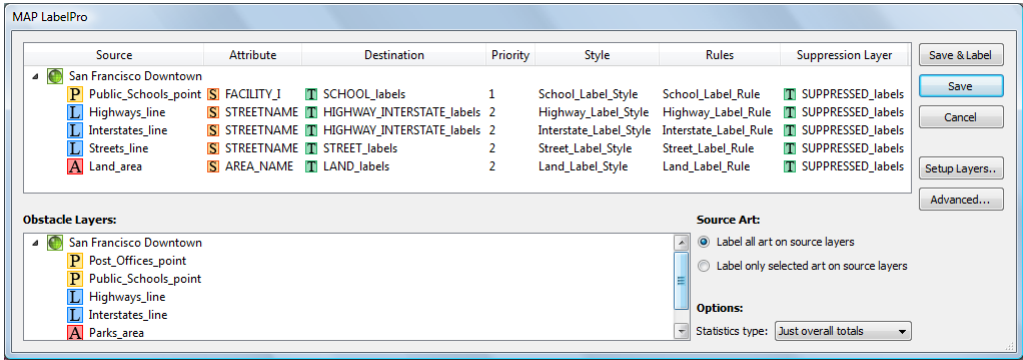 MAP LabelPro
Source Attribute Destination Priority Style Rules Suppression Layer
San Francisco Downtown
P Public_Schools_point S FACILITY_I T SCHOOL_labels 1 School_Label_Style School_Label_Rule T SUPPRESSED_labels
L Highways_line S STREETNAME T HIGHWAY_INTERSTATE_labels 2 Highway_Label_Style Highway_Label_Rule T SUPPRESSED_labels
L Interstates_line S STREETNAME T HIGHWAY_INTERSTATE_labels 2 Interstate_Label_Style Interstate_Label_Rule T SUPPRESSED_labels
L Streets_line S STREETNAME T STREET_labels 2 Street_Label_Style Street_Label_Rule T SUPPRESSED_labels
A Land_area S AREA_NAME T LAND_labels 2 Land_Label_Style Land_Label_Rule T SUPPRESSED_labels
Save & Label
Save
Cancel
Setup Layers..
Advanced...
Obstacle Layers:
San Francisco Downtown
P Post_Offices_point
P Public_Schools_point
L Highways_line
L Interstates_line
A Parks_area
Source Art:
Label all art on source layers
Label only selected art on source layers
Options:
Statistics type: Just overall totals